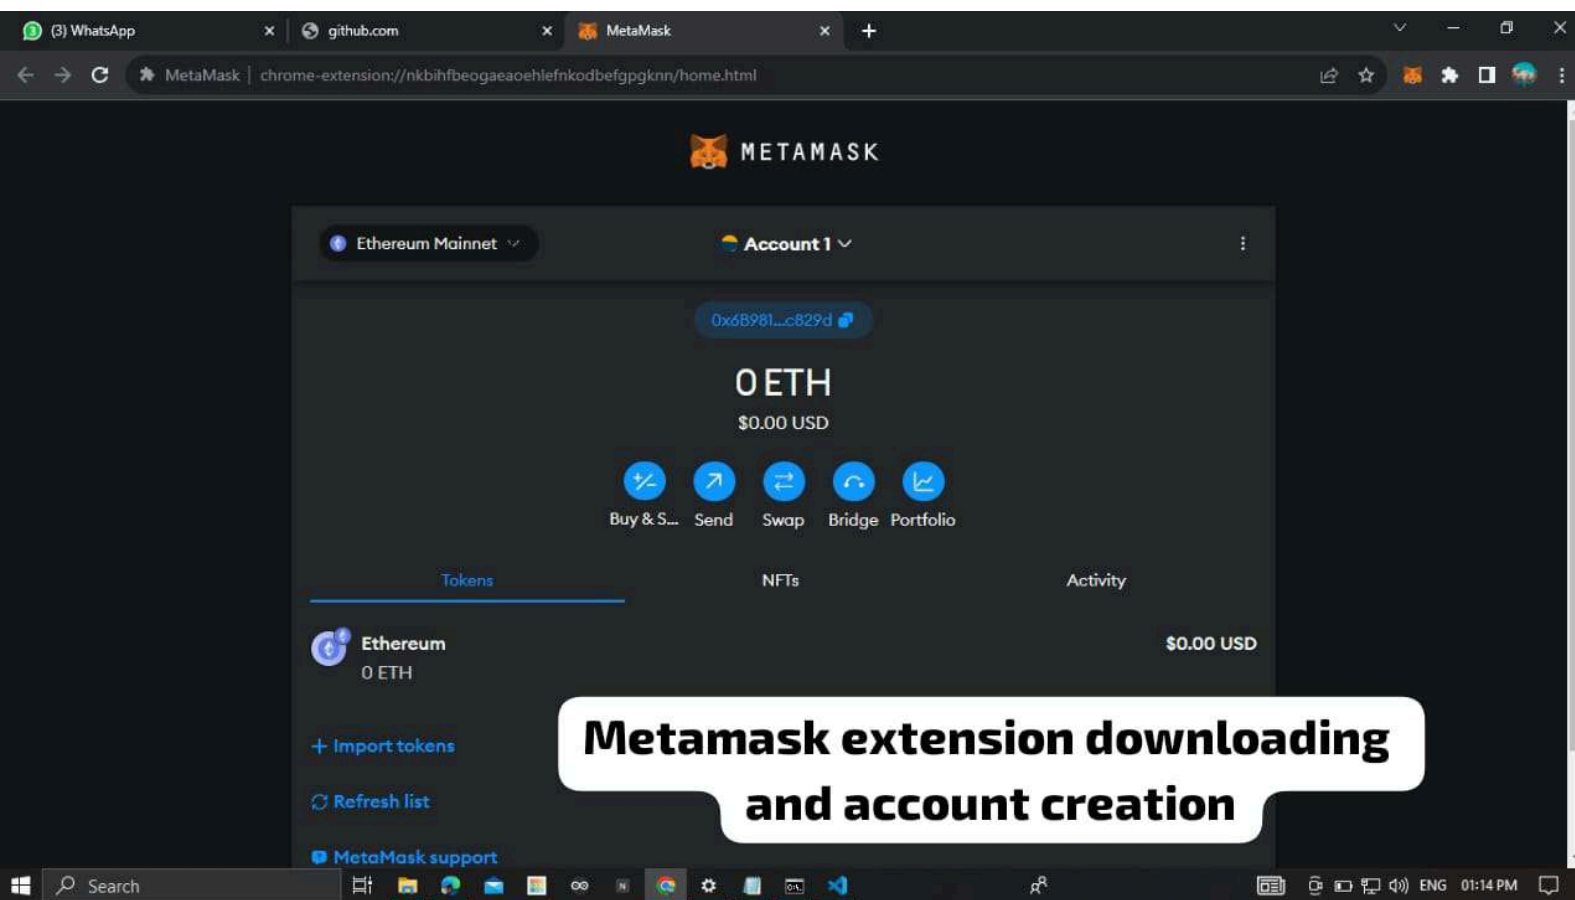 (3) WhatsApp
github.com
MetaMask
MetaMask | chrome-extension://nkbihfbeogaeaoehlefnkodbefgpgknn/home.html
METAMASK
Ethereum Mainnet
Account 1
0x6B981...c829d
0 ETH
$0.00 USD
Buy & S... Send Swap Bridge Portfolio
Tokens NFTs Activity
Ethereum $0.00 USD
0 ETH
+ Import tokens
Refresh list
MetaMask support
Metamask extension downloading
and account creation
Search
ENG 01:14 PM